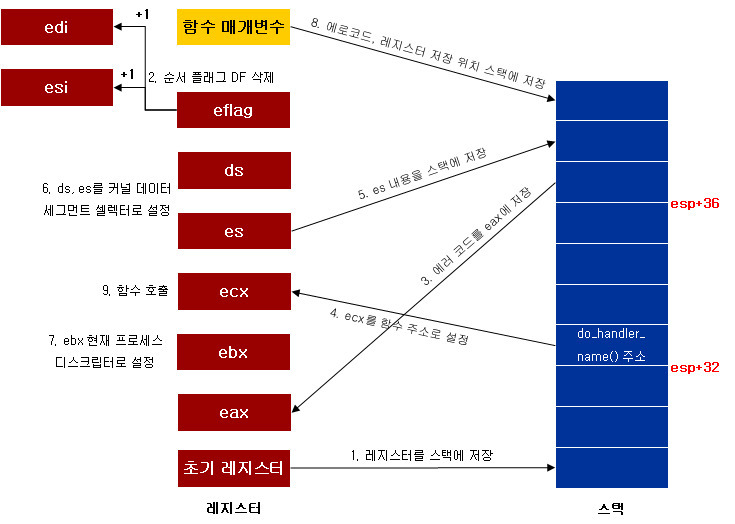 edi
+1
함수 매개변수
8. 에로코드, 레지스터 저장 위치 스택에 저장
esi
+1
2. 순서 플래그 DF 삭제
eflag
ds
5. es 내용을 스택에 저장
6. ds, es를 커널 데이터
세그먼트 셀렉터로 설정
esp+36
es
3. 에러 코드를 eax에 저장
9. 함수 호출
ecx
4. ecx를 함수 주소로 설정
do_handler_
name() 주소
7. ebx 현재 프로세스
디스크립터로 설정
ebx
esp+32
eax
초기 레지스터
1. 레지스터를 스택에 저장
레지스터
스택